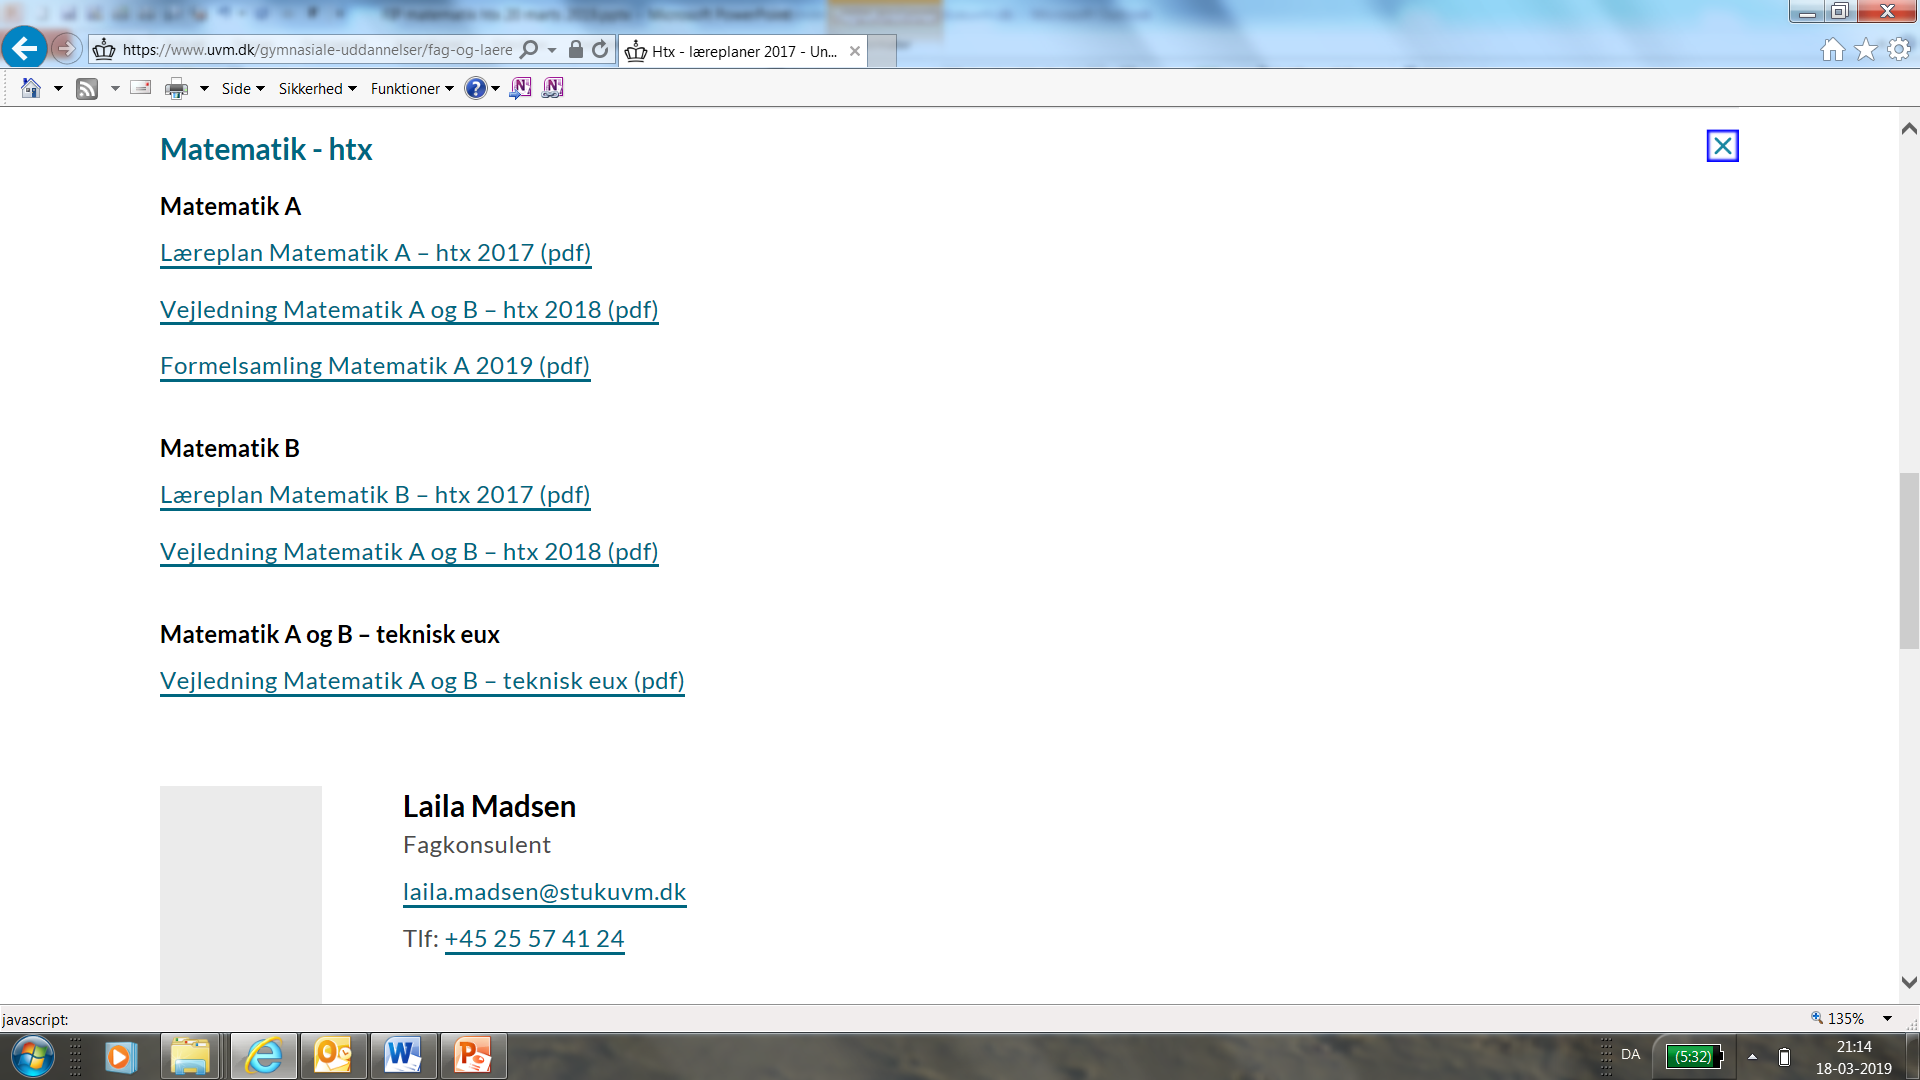 https://www.uvm.dk/gymnasiale-uddannelser/fag-og-laere
Htx - læreplaner 2017 - Un...
Side
Sikkerhed
Funktioner
Matematik - htx
Matematik A
Læreplan Matematik A – htx 2017 (pdf)
Vejledning Matematik A og B – htx 2018 (pdf)
Formelsamling Matematik A 2019 (pdf)
Matematik B
Læreplan Matematik B – htx 2017 (pdf)
Vejledning Matematik A og B – htx 2018 (pdf)
Matematik A og B – teknisk eux
Vejledning Matematik A og B – teknisk eux (pdf)
Laila Madsen
Fagkonsulent
laila.madsen@stukuvm.dk
Tlf: +45 25 57 41 24
javascript:
135%
DA
(5:32)
21:14
18-03-2019